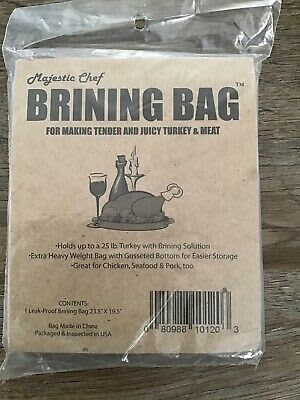 Majestic Chef
BRINING BAG™
FOR MAKING TENDER AND JUICY TURKEY & MEAT
•Holds up to a 25 lb. Turkey with Brining Solution
•Extra Heavy Weight Bag with Gusseted Bottom for Easier Storage
•Great for Chicken, Seafood & Pork, too
CONTENTS:
1 Leak-Proof Brining Bag 23.5" X 19.5"
Bag Made in China
Packaged & Inspected in USA
0 80988 10120 3